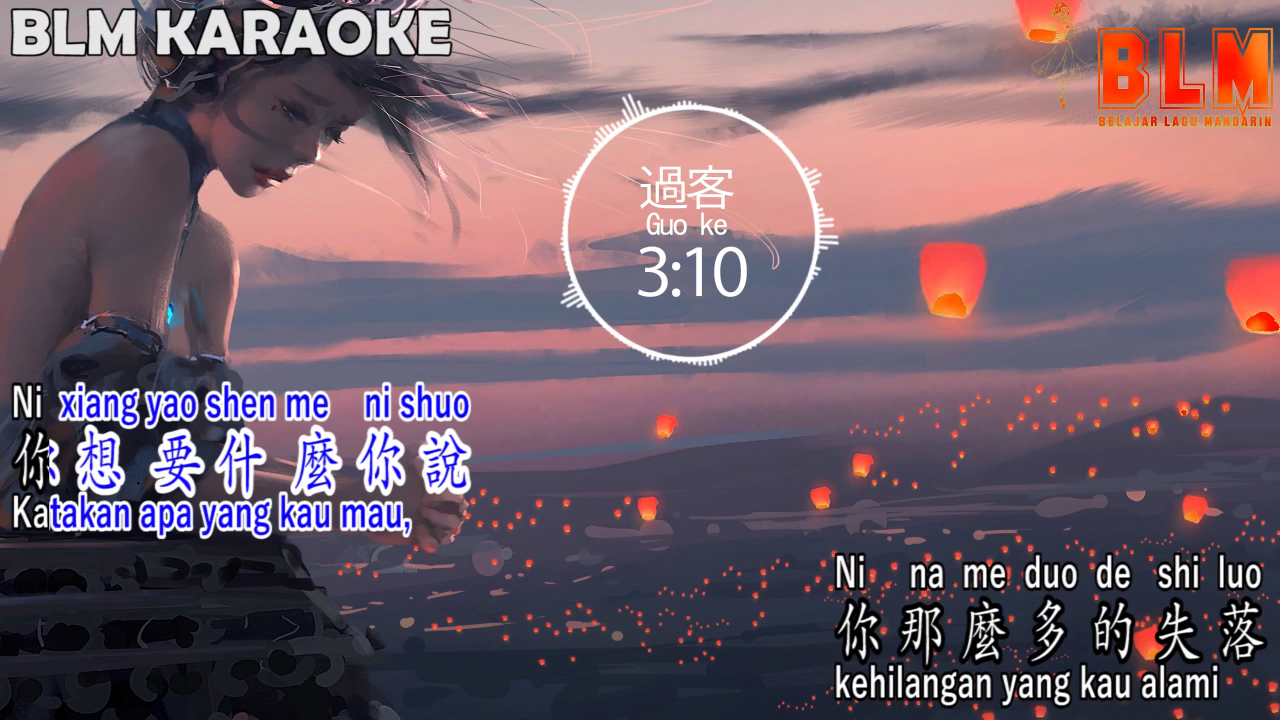 BLM KARAOKE
BLM
BELAJAR LAGU MANDARIN
過客
Guo ke
3:10
Ni xiang yao shen me ni shuo
你想要什麼你說
Katakan apa yang kau mau,
Ni na me duo de shi luo
你那麼多的失落
kehilangan yang kau alami